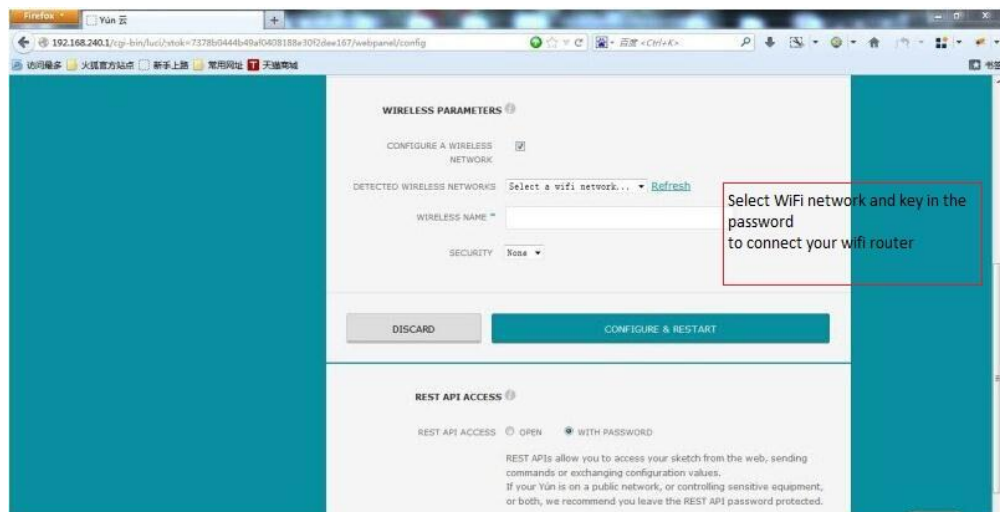 Firefox
Yún 云
192.168.240.1/cgi-bin/luci/;stok=7378b0444b49af0408188e30f2dee167/webpanel/config
百度 <Ctrl+K>
访问最多 火狐官方站点 新手上路 常用网址 天猫商城
书签
WIRELESS PARAMETERS
CONFIGURE A WIRELESS
NETWORK
DETECTED WIRELESS NETWORKS Select a wifi network... Refresh
WIRELESS NAME *
SECURITY None
Select WiFi network and key in the
password
to connect your wifi router
DISCARD CONFIGURE & RESTART
REST API ACCESS
REST API ACCESS OPEN WITH PASSWORD
REST APIs allow you to access your sketch from the web, sending
commands or exchanging configuration values.
If your Yún is on a public network, or controlling sensitive equipment,
or both, we recommend you leave the REST API password protected.